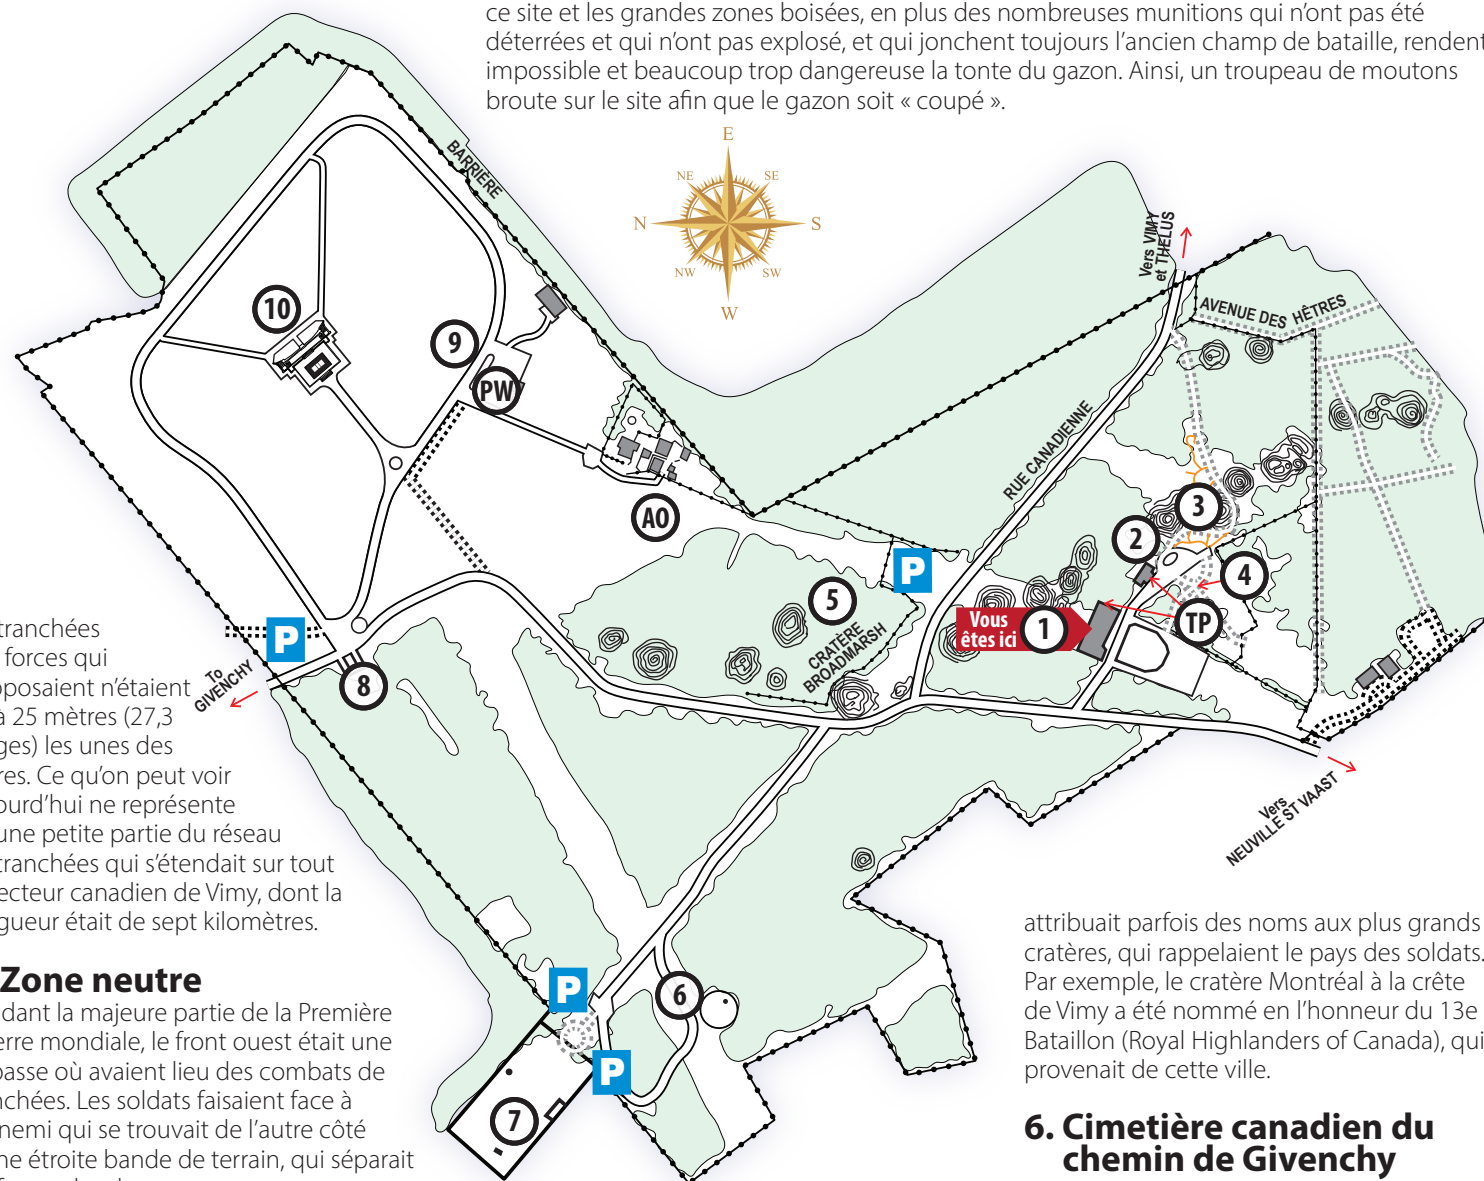 ce site et les grandes zones boisées, en plus des nombreuses munitions qui n’ont pas été
déterrées et qui n’ont pas explosé, et qui jonchent toujours l’ancien champ de bataille, rendent
impossible et beaucoup trop dangereuse la tonte du gazon. Ainsi, un troupeau de moutons
broute sur le site afin que le gazon soit « coupé ».
E
NE
SE
N
S
NW
SW
W
BARRIÈRE
Vers VIMY
et THELUS
AVENUE DES HÊTRES
RUE CANADIENNE
10
9
PW
AO
3
2
P
4
5
CRATÈRE
BROADMARSH
Vous
êtes ici
1
TP
P
To
GIVENCHY
8
Vers
NEUVILLE ST VAAST
tranchées
forces qui
posaient n’étaient
à 25 mètres (27,3
ges) les unes des
res. Ce qu’on peut voir
ourd’hui ne représente
une petite partie du réseau
tranchées qui s’étendait sur tout
ecteur canadien de Vimy, dont la
gueur était de sept kilomètres.
Zone neutre
dant la majeure partie de la Première
erre mondiale, le front ouest était une
passe où avaient lieu des combats de
nchées. Les soldats faisaient face à
nemi qui se trouvait de l’autre côté
ne étroite bande de terrain, qui séparait
P
6
P
7
attribuait parfois des noms aux plus grands
cratères, qui rappelaient le pays des soldats.
Par exemple, le cratère Montréal à la crête
de Vimy a été nommé en l’honneur du 13e
Bataillon (Royal Highlanders of Canada), qui
provenait de cette ville.
6. Cimetière canadien du
chemin de Givenchy